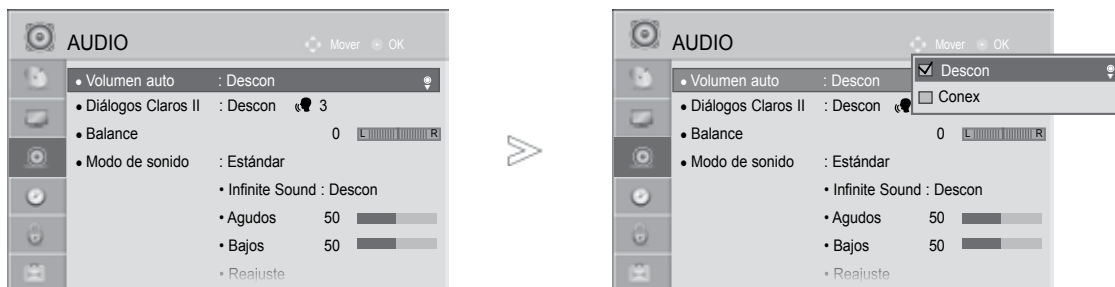 AUDIO Mover OK
• Volumen auto : Descon
• Diálogos Claros II : Descon 3
• Balance 0 L R
• Modo de sonido : Estándar
• Infinite Sound : Descon
• Agudos 50
• Bajos 50
• Reajuste
>
AUDIO Mover OK
• Volumen auto : Descon
• Diálogos Claros II : Descon
• Balance 0 L R
• Modo de sonido : Estándar
• Infinite Sound : Descon
• Agudos 50
• Bajos 50
• Reajuste
Descon
Conex